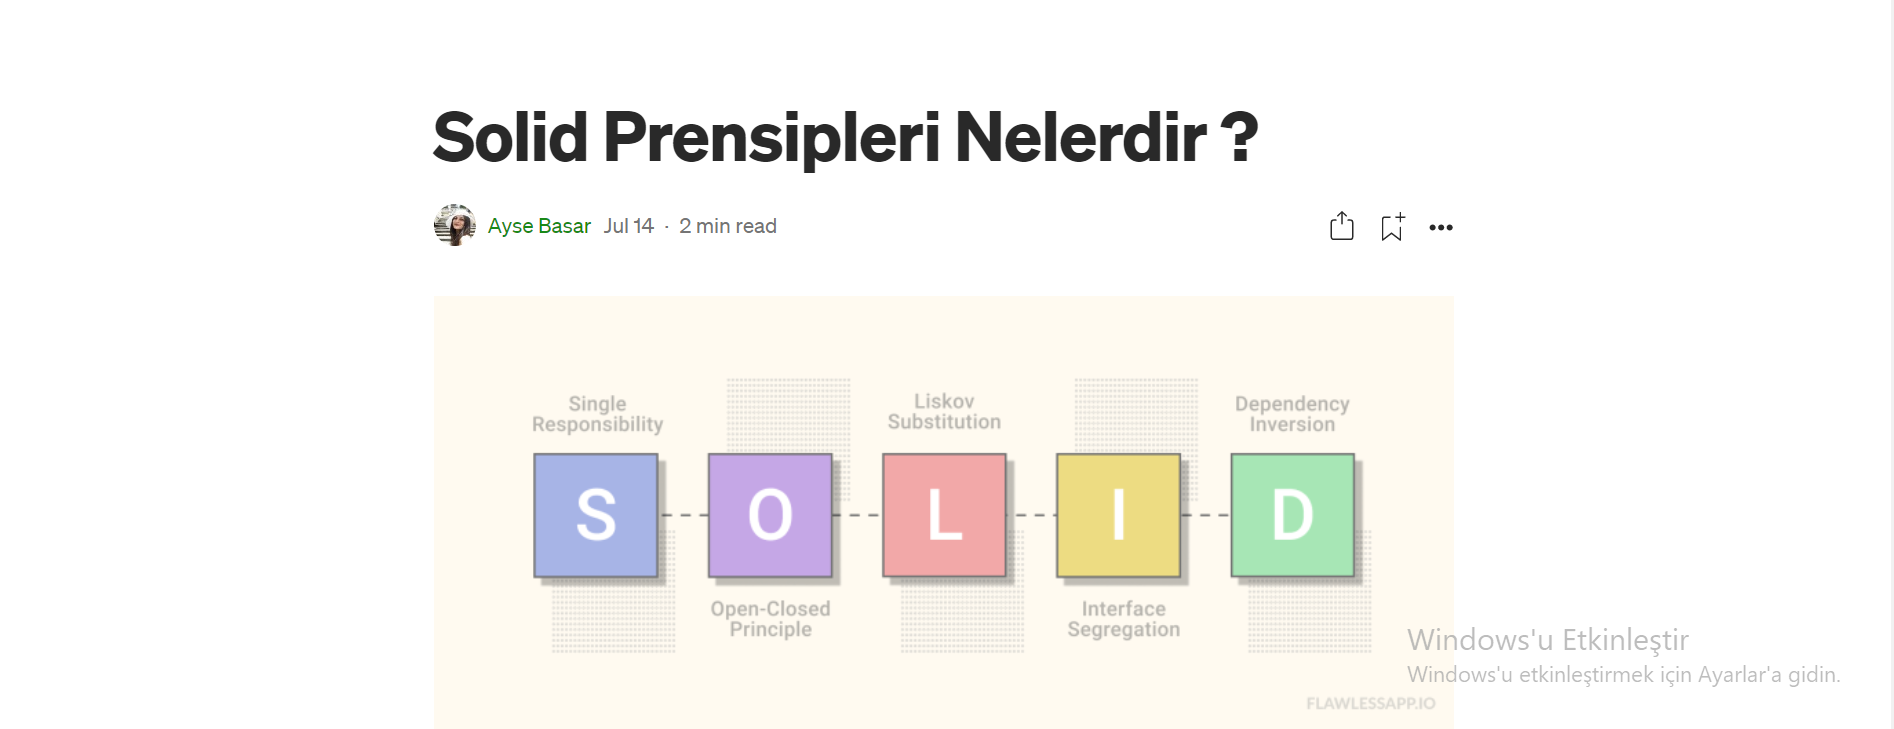 Solid Prensipleri Nelerdir ?
Ayse Basar Jul 14 · 2 min read
Single
Responsibility
Liskov
Substitution
Dependency
Inversion
S O L I D
Open-Closed
Principle
Interface
Segregation
Windows'u Etkinleştir
Windows'u etkinleştirmek için Ayarlar'a gidin.
FLAWLESSAPP.IO